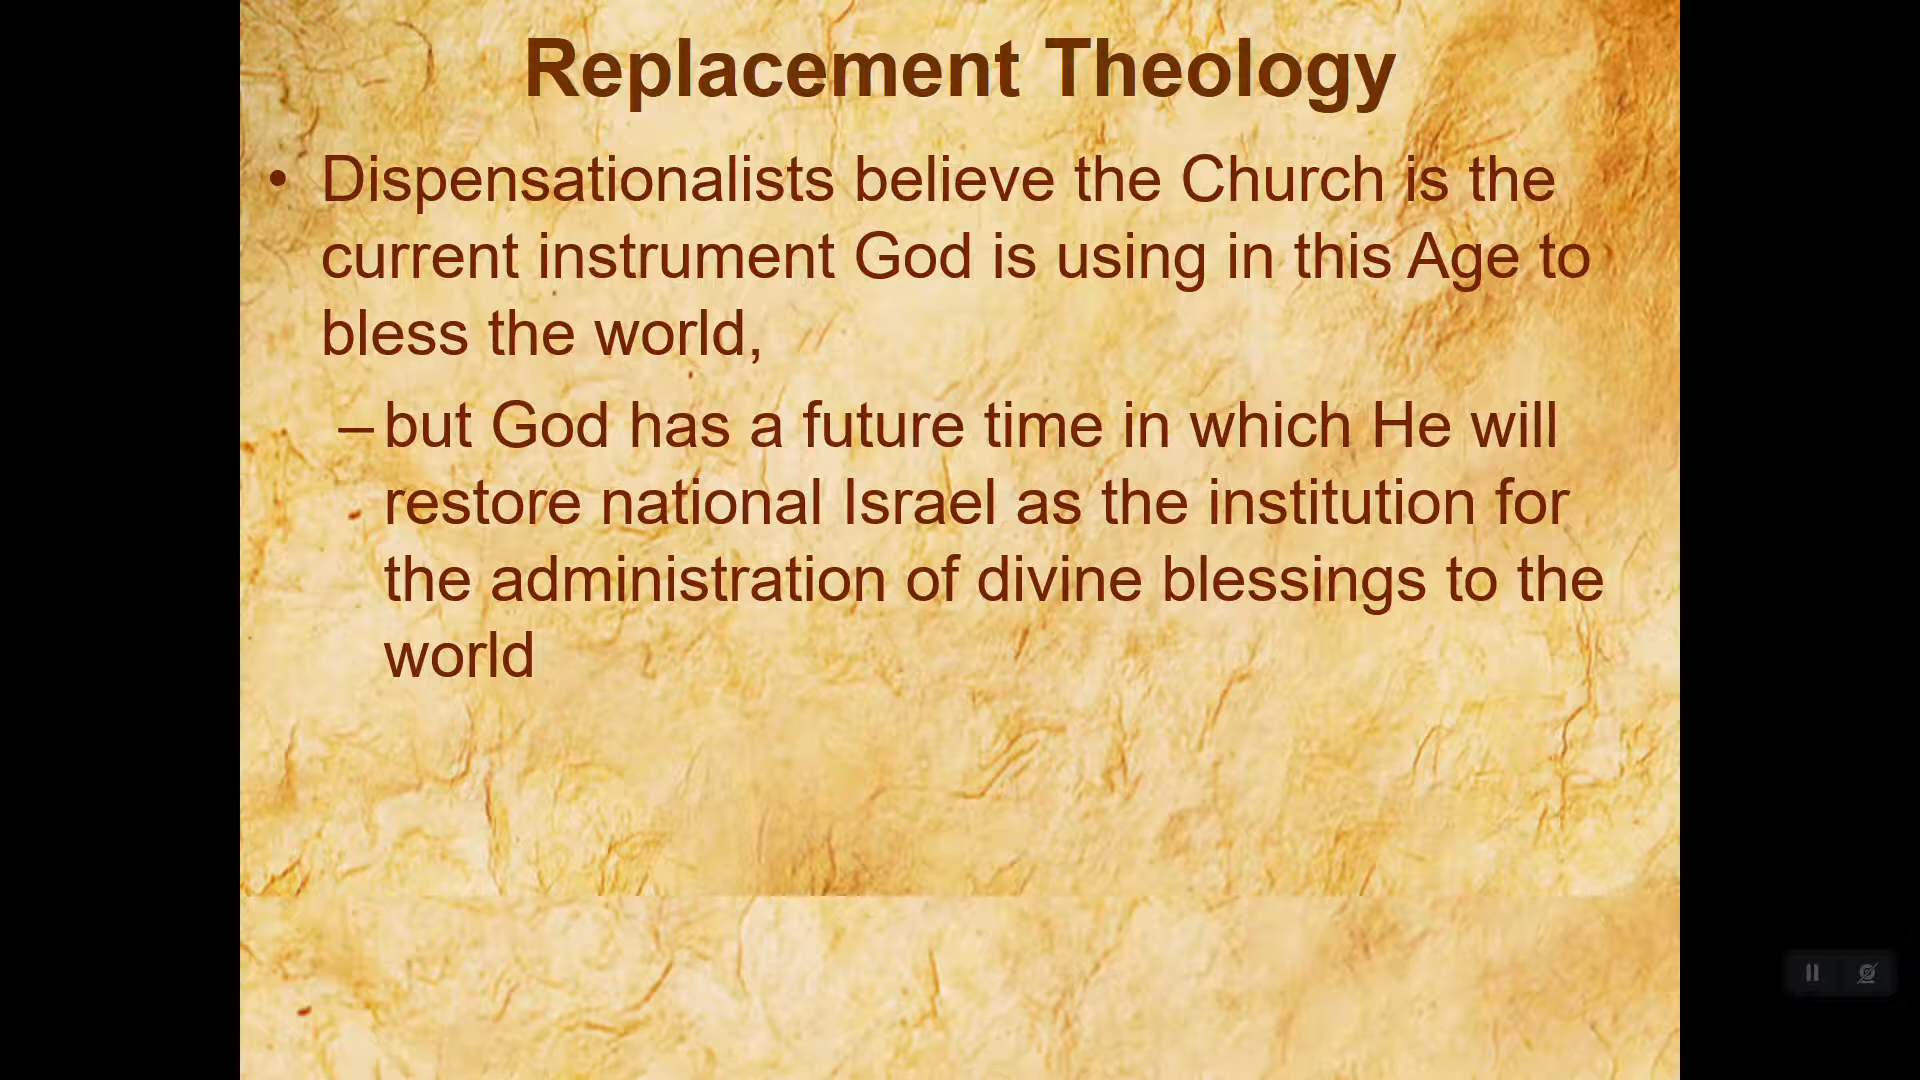 Replacement Theology
• Dispensationalists believe the Church is the
current instrument God is using in this Age to
bless the world,
– but God has a future time in which He will
restore national Israel as the institution for
the administration of divine blessings to the
world